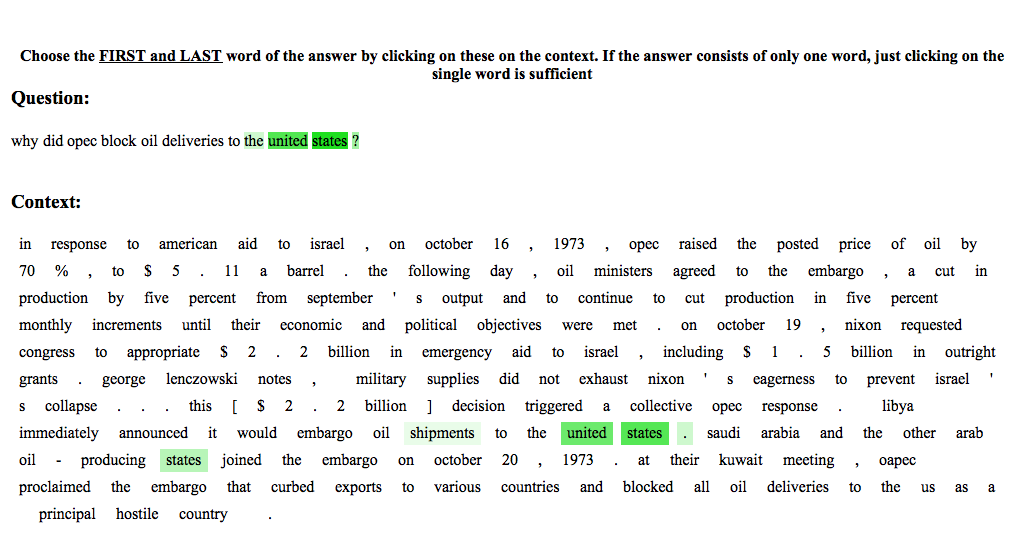 Choose the FIRST and LAST word of the answer by clicking on these on the context. If the answer consists of only one word, just clicking on the
single word is sufficient
Question:
why did opec block oil deliveries to the united states ?
Context:
in response to american aid to israel , on october 16 , 1973 , opec raised the posted price of oil by
70 % , to $ 5 . 11 a barrel . the following day , oil ministers agreed to the embargo , a cut in
production by five percent from september ' s output and to continue to cut production in five percent
monthly increments until their economic and political objectives were met . on october 19 , nixon requested
congress to appropriate $ 2 . 2 billion in emergency aid to israel , including $ 1 . 5 billion in outright
grants . george lenczowski notes , military supplies did not exhaust nixon ' s eagerness to prevent israel '
s collapse . . . this [ $ 2 . 2 billion ] decision triggered a collective opec response . libya
immediately announced it would embargo oil shipments to the united states . saudi arabia and the other arab
oil - producing states joined the embargo on october 20 , 1973 . at their kuwait meeting , oapec
proclaimed the embargo that curbed exports to various countries and blocked all oil deliveries to the us as a
principal hostile country .